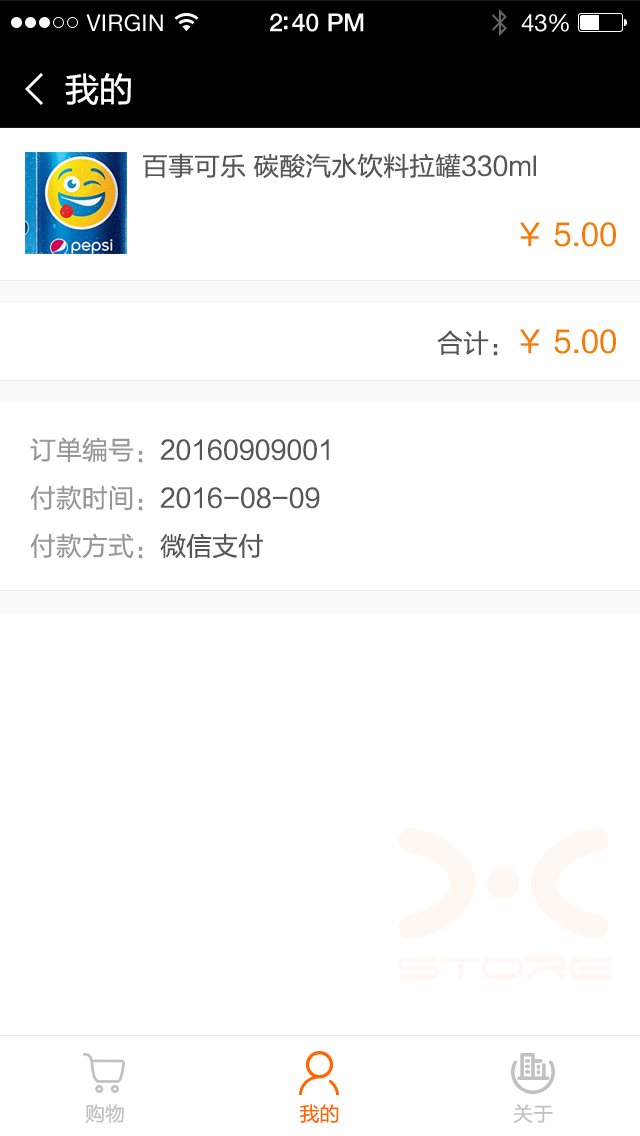 VIRGIN 2:40 PM 43%
我的
百事可乐 碳酸汽水饮料拉罐330ml
pepsi
￥ 5.00
合计：￥ 5.00
订单编号：20160909001
付款时间：2016-08-09
付款方式：微信支付
STORE
购物 我的 关于